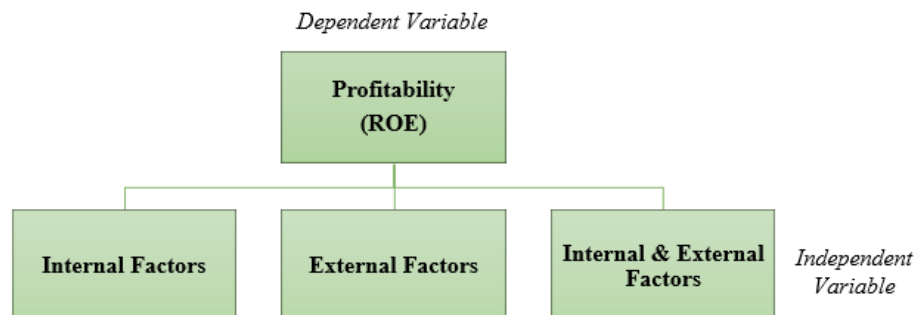 Dependent Variable
Profitability
(ROE)
Internal Factors
External Factors
Internal & External
Factors
Independent
Variable